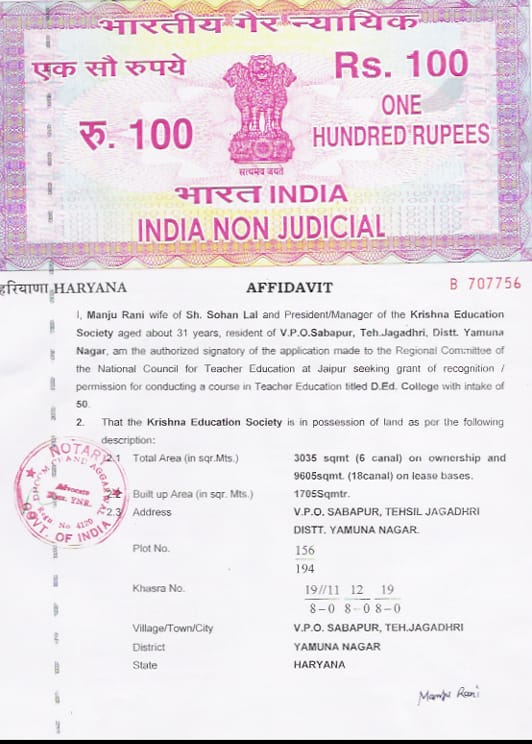 भारतीय गैर न्यायिक
एक सौ रुपये
Rs. 100
रु. 100
ONE
HUNDRED RUPEES
सत्यमेव जयते
भारत INDIA
INDIA NON JUDICIAL
हरियाणा HARYANA
AFFIDAVIT
B 707756
I, Manju Rani wife of Sh. Sohan Lal and President/Manager of the Krishna Education
Society aged about 31 years, resident of V.P.O.Sabapur, Teh.Jagadhri, Distt. Yamuna
Nagar, am the authorized signatory of the application made to the Regional Committee of
the National Council for Teacher Education at Jaipur seeking grant of recognition /
permission for conducting a course in Teacher Education titled D.Ed. College with intake of
50.
2. That the Krishna Education Society is in possession of land as per the following
description:
2.1 Total Area (in sqr.Mts.) 3035 sqmt (6 canal) on ownership and
9605sqmt. (18canal) on lease bases.
2.2 Built up Area (in sqr. Mts.) 1705Sqmtr.
2.3 Address V.P.O. SABAPUR, TEHSIL JAGADHRI
DISTT. YAMUNA NAGAR.
Plot No. 156
194
Khasra No. 19//11 12 19
8-0 8-0 8-0
Village/Town/City V.P.O. SABAPUR, TEH.JAGADHRI
District YAMUNA NAGAR
State HARYANA
Manju Rani
NOTARY
AGGARWAL
Advocate
YNR.
Regd. No 4120
GOVT. OF INDIA